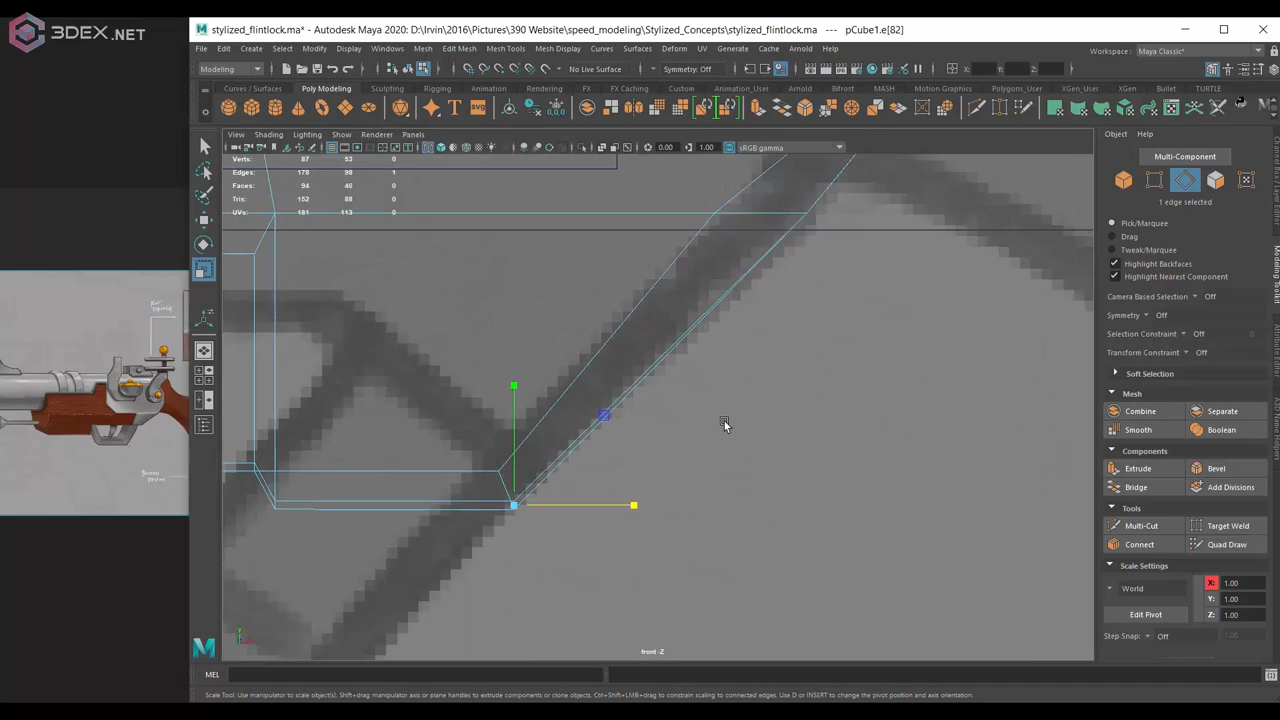 3DEX.NET
stylized_flintlock.ma* - Autodesk Maya 2020: D:\Irvin\2016\Pictures\390 Website\speed_modeling\Stylized_Concepts\stylized_flintlock.ma --- pCube1.e[82]
File Edit Create Select Modify Display Windows Mesh Edit Mesh Mesh Tools Mesh Display Curves Surfaces Deform UV Generate Cache Arnold Help
Workspace : Maya Classic*
Modeling No Live Surface Symmetry: Off X: Y: Z:
Curves / Surfaces Poly Modeling Sculpting Rigging Animation Rendering FX FX Caching Custom Animation_User Arnold Bifrost MASH Motion Graphics Polygons_User XGen_User Bullet TURTLE
View Shading Lighting Show Renderer Panels
0.00 1.00 sRGB gamma
Verts: 87 53 0
Edges: 178 98 1
Faces: 94 46 0
Tris: 152 88 0
UVs: 181 113 0
front -Z
Object Help
Multi-Component
1 edge selected
Pick/Marquee
Drag
Tweak/Marquee
Highlight Backfaces
Highlight Nearest Component
Camera Based Selection Off
Symmetry Off
Selection Constraint Off
Transform Constraint Off
Soft Selection
Mesh
Combine Separate
Smooth Boolean
Components
Extrude Bevel
Bridge Add Divisions
Tools
Multi-Cut Target Weld
Connect Quad Draw
Scale Settings
World
X: 1.00
Y: 1.00
Z: 1.00
Edit Pivot
Step Snap: Off
Modeling Toolkit
MEL
Scale Tool: Use manipulator to scale object(s). Shift+drag manipulator axis or plane handles to extrude components or clone objects. Ctrl+Shift+LMB+drag to constrain scaling to connected edges. Use D or INSERT to change the pivot position and axis orientation.